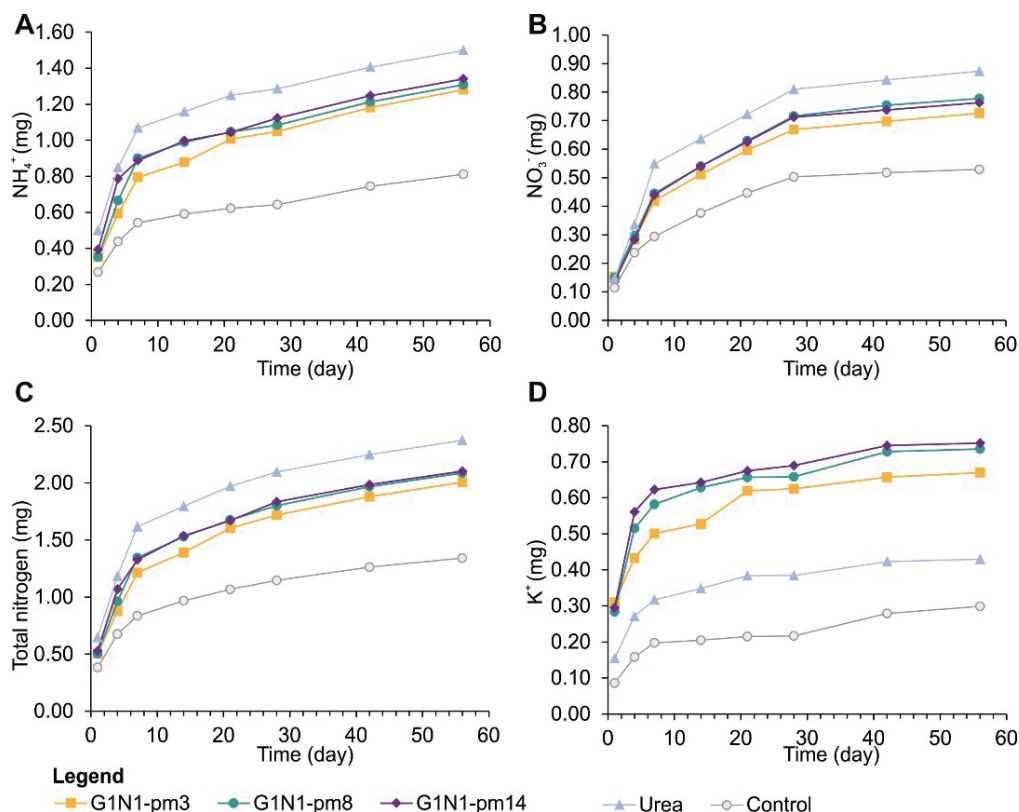 A
NH₄⁺ (mg)
1.60
1.40
1.20
1.00
0.80
0.60
0.40
0.20
0.00
0 10 20 30 40 50 60
Time (day)
B
NO₃⁻ (mg)
1.00
0.90
0.80
0.70
0.60
0.50
0.40
0.30
0.20
0.10
0.00
0 10 20 30 40 50 60
Time (day)
C
Total nitrogen (mg)
2.50
2.00
1.50
1.00
0.50
0.00
0 10 20 30 40 50 60
Time (day)
D
K⁺ (mg)
0.80
0.70
0.60
0.50
0.40
0.30
0.20
0.10
0.00
0 10 20 30 40 50 60
Time (day)
Legend
G1N1-pm3 G1N1-pm8 G1N1-pm14 Urea Control